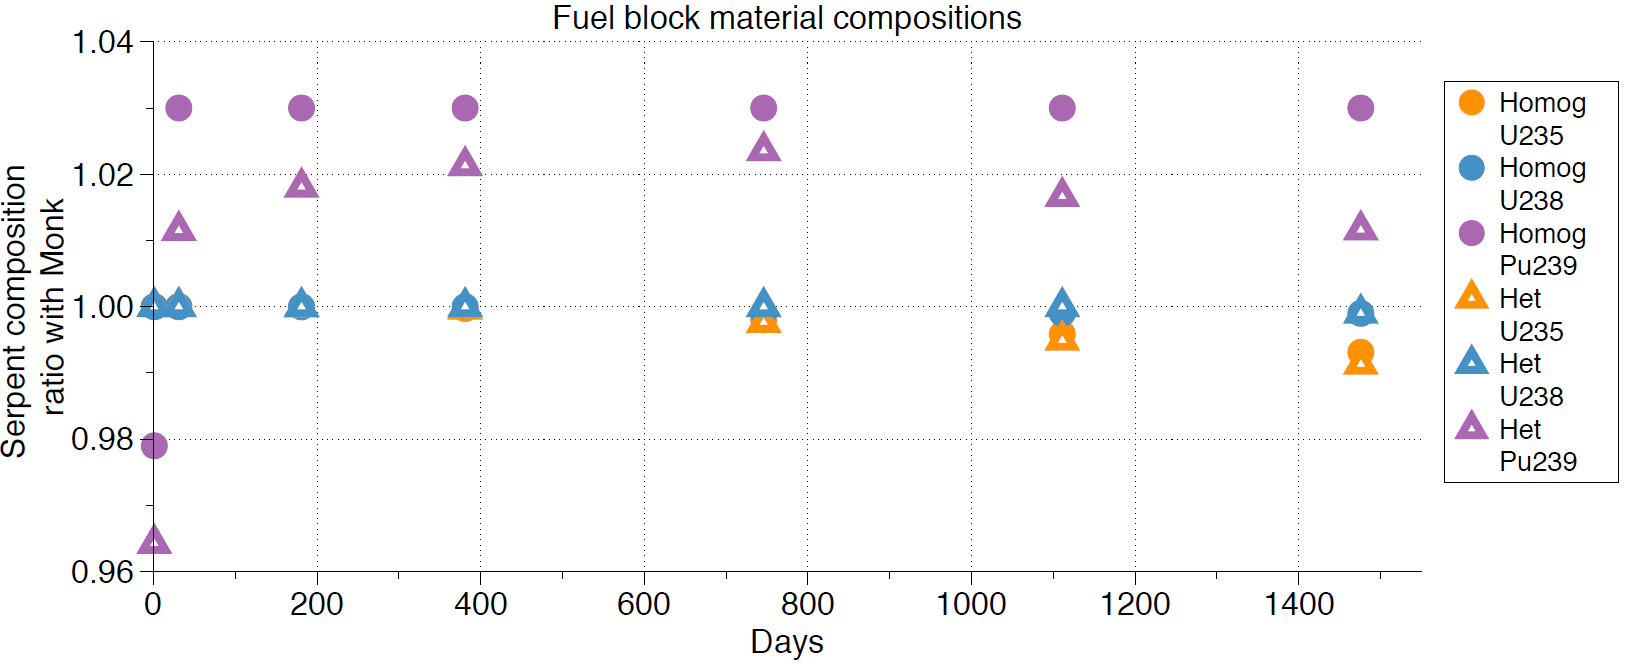 Fuel block material compositions
1.04
1.02
1.00
0.98
0.96
Serpent composition
ratio with Monk
0
200
400
600
800
1000
1200
1400
Days
Homog
U235
Homog
U238
Homog
Pu239
Het
U235
Het
U238
Het
Pu239